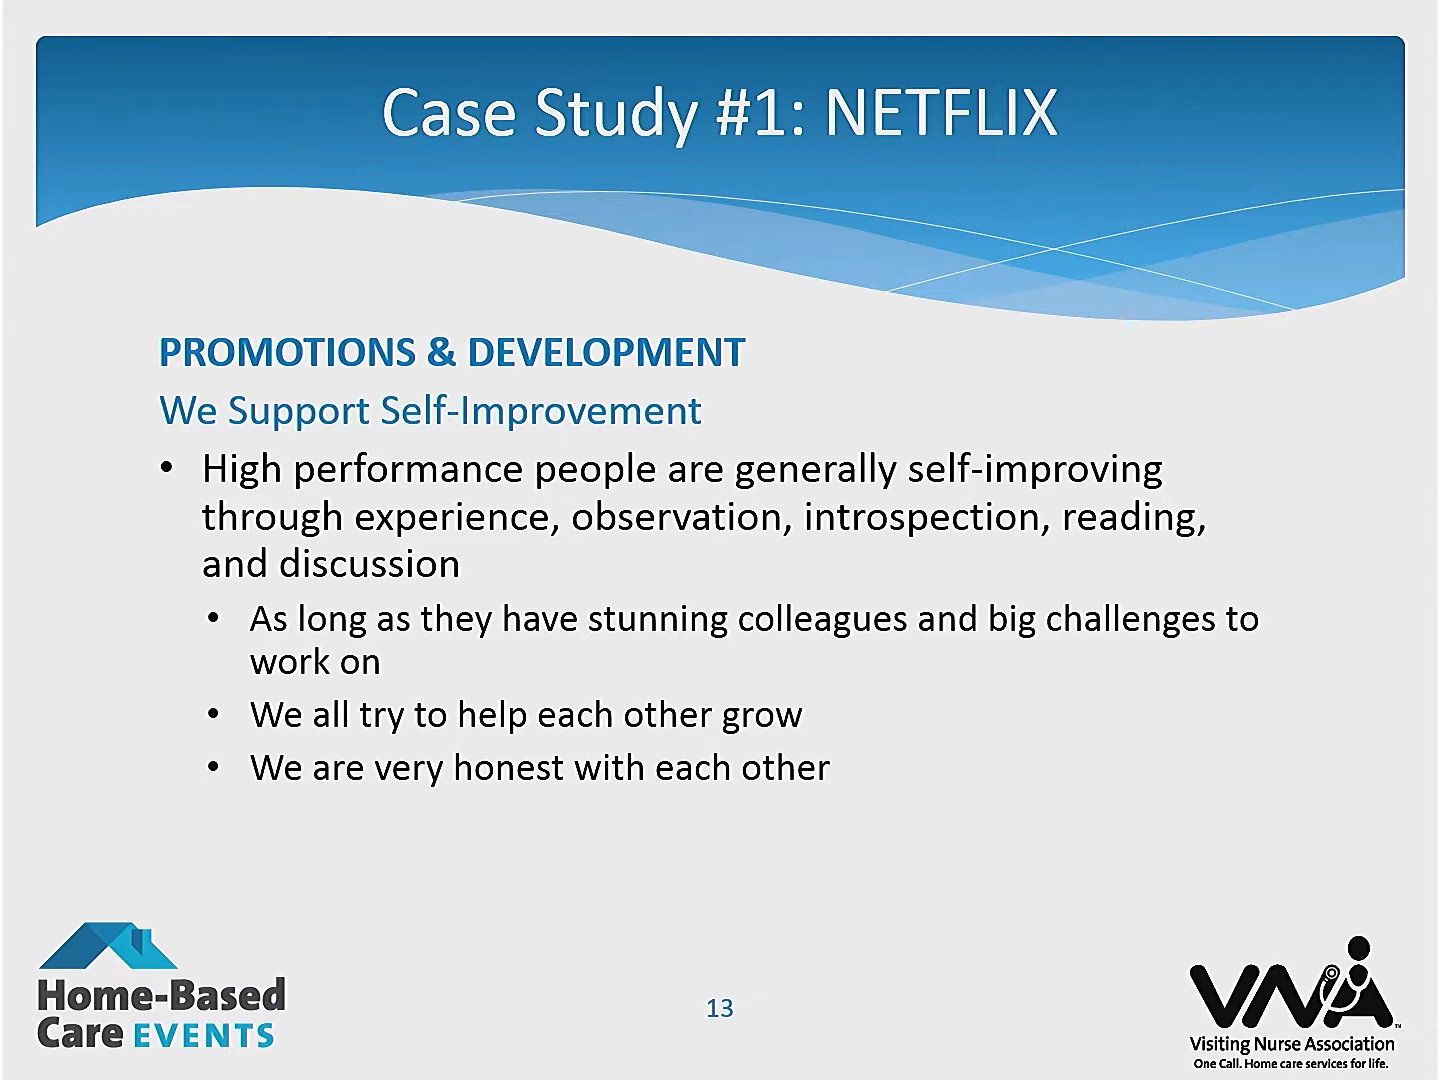 Case Study #1: NETFLIX
PROMOTIONS & DEVELOPMENT
We Support Self-Improvement
• High performance people are generally self-improving
through experience, observation, introspection, reading,
and discussion
• As long as they have stunning colleagues and big challenges to
work on
• We all try to help each other grow
• We are very honest with each other
Home-Based
Care EVENTS
13
VNA
Visiting Nurse Association
One Call. Home care services for life.